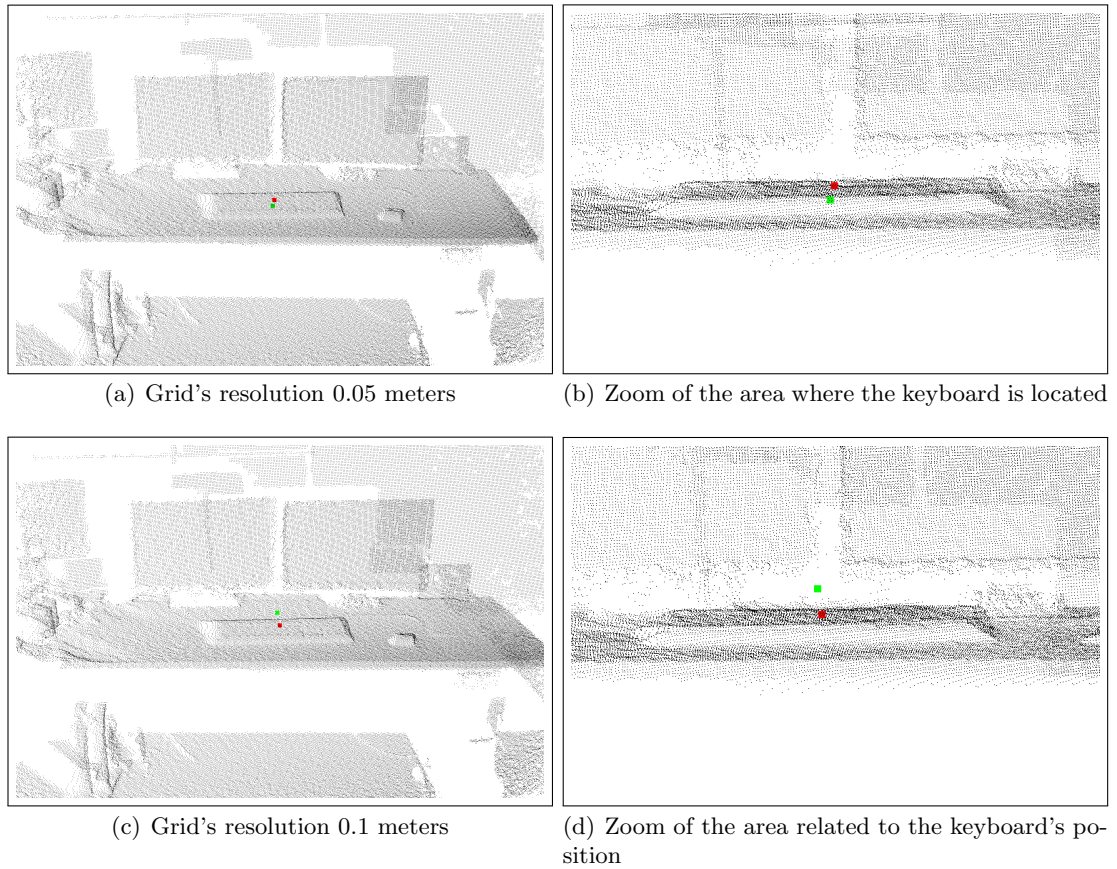 (a) Grid's resolution 0.05 meters
(b) Zoom of the area where the keyboard is located
(c) Grid's resolution 0.1 meters
(d) Zoom of the area related to the keyboard's po-
sition